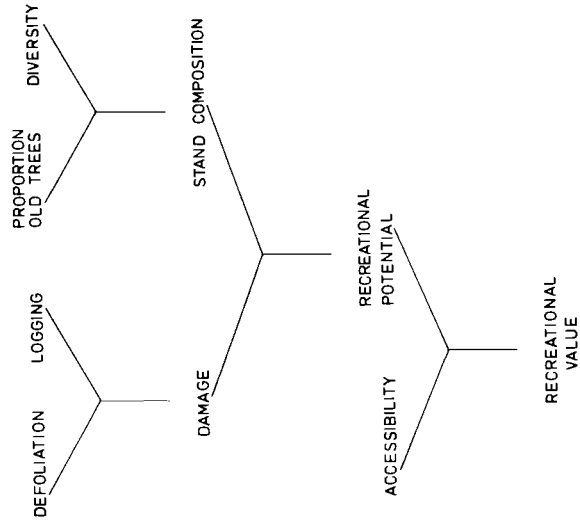 DEFOLIATION
LOGGING
PROPORTION
OLD TREES
DIVERSITY
DAMAGE
STAND COMPOSITION
ACCESSIBILITY
RECREATIONAL
POTENTIAL
RECREATIONAL
VALUE